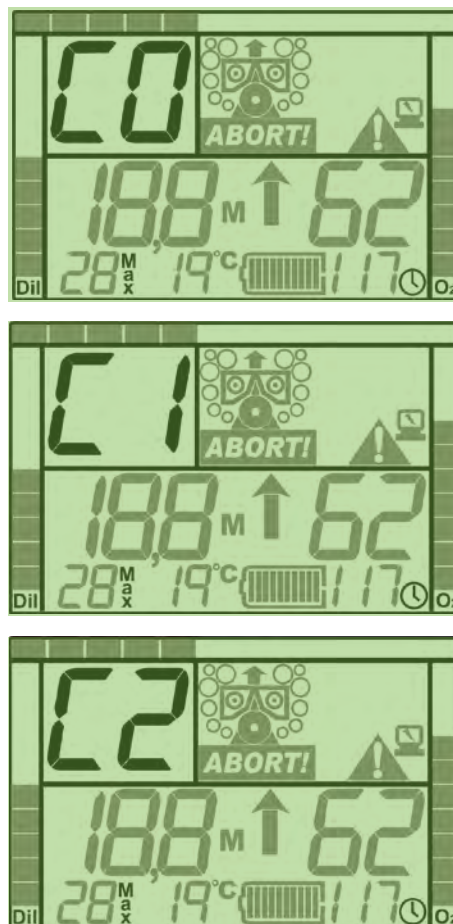 C0
ABORT!
18,8 M 62
Dil 28 Max 19°C 117 O₂
C1
ABORT!
18,8 M 62
Dil 28 Max 19°C 117 O₂
C2
ABORT!
18,8 M 62
Dil 28 Max 19°C 117 O₂